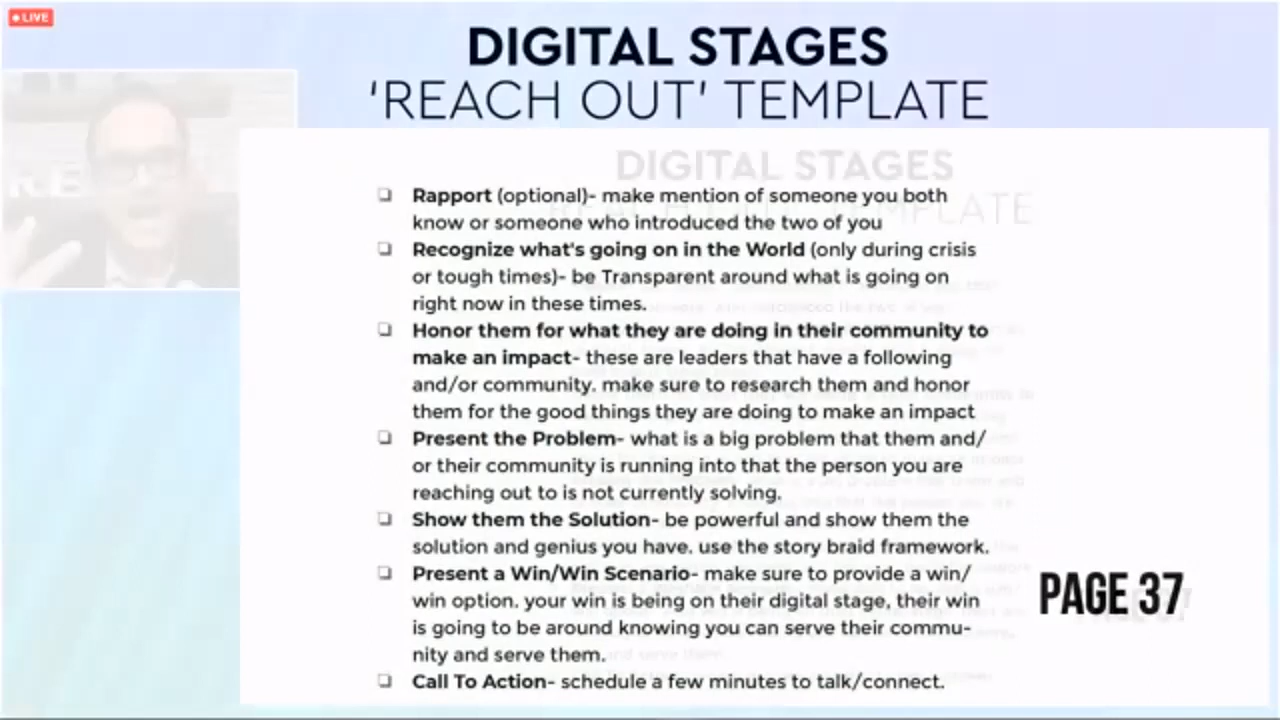 LIVE
DIGITAL STAGES
'REACH OUT' TEMPLATE
DIGITAL STAGES
❑ Rapport (optional)- make mention of someone you both
know or someone who introduced the two of you
❑ Recognize what's going on in the World (only during crisis
or tough times)- be Transparent around what is going on
right now in these times.
❑ Honor them for what they are doing in their community to
make an impact- these are leaders that have a following
and/or community. make sure to research them and honor
them for the good things they are doing to make an impact
❑ Present the Problem- what is a big problem that them and/
or their community is running into that the person you are
reaching out to is not currently solving.
❑ Show them the Solution- be powerful and show them the
solution and genius you have. use the story braid framework.
❑ Present a Win/Win Scenario- make sure to provide a win/
win option. your win is being on their digital stage, their win
is going to be around knowing you can serve their commu-
nity and serve them.
❑ Call To Action- schedule a few minutes to talk/connect.
PAGE 37